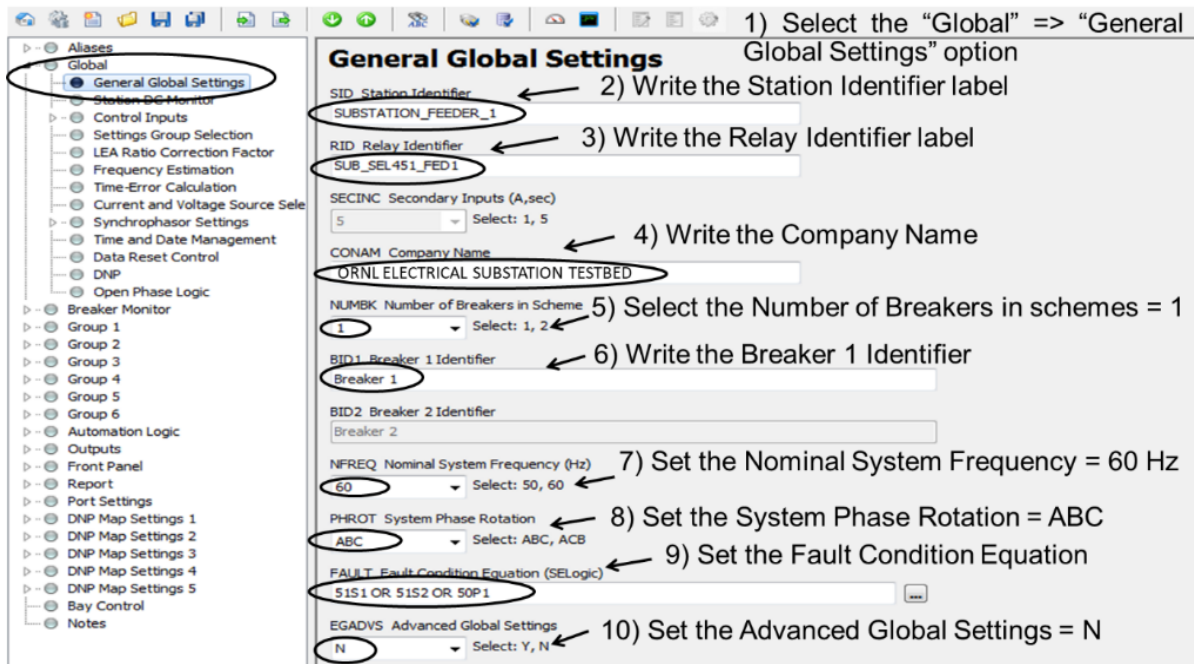 1) Select the “Global” => “General
Global Settings” option
Aliases
Global
General Global Settings
Station DC Monitor
Control Inputs
Settings Group Selection
LEA Ratio Correction Factor
Frequency Estimation
Time-Error Calculation
Current and Voltage Source Sele
Synchrophasor Settings
Time and Date Management
Data Reset Control
DNP
Open Phase Logic
Breaker Monitor
Group 1
Group 2
Group 3
Group 4
Group 5
Group 6
Automation Logic
Outputs
Front Panel
Report
Port Settings
DNP Map Settings 1
DNP Map Settings 2
DNP Map Settings 3
DNP Map Settings 4
DNP Map Settings 5
Bay Control
Notes
General Global Settings
SID Station Identifier
2) Write the Station Identifier label
SUBSTATION_FEEDER_1
RID Relay Identifier
3) Write the Relay Identifier label
SUB_SEL451_FED1
SECINC Secondary Inputs (A,sec)
5
Select: 1, 5
4) Write the Company Name
CONAM Company Name
ORNL ELECTRICAL SUBSTATION TESTBED
NUMBK Number of Breakers in Scheme
5) Select the Number of Breakers in schemes = 1
1
Select: 1, 2
BID1 Breaker 1 Identifier
6) Write the Breaker 1 Identifier
Breaker 1
BID2 Breaker 2 Identifier
Breaker 2
NFREQ Nominal System Frequency (Hz)
7) Set the Nominal System Frequency = 60 Hz
60
Select: 50, 60
PHROT System Phase Rotation
8) Set the System Phase Rotation = ABC
ABC
Select: ABC, ACB
9) Set the Fault Condition Equation
FAULT Fault Condition Equation (SELogic)
51S1 OR 51S2 OR 50P1
...
EGADVS Advanced Global Settings
10) Set the Advanced Global Settings = N
N
Select: Y, N